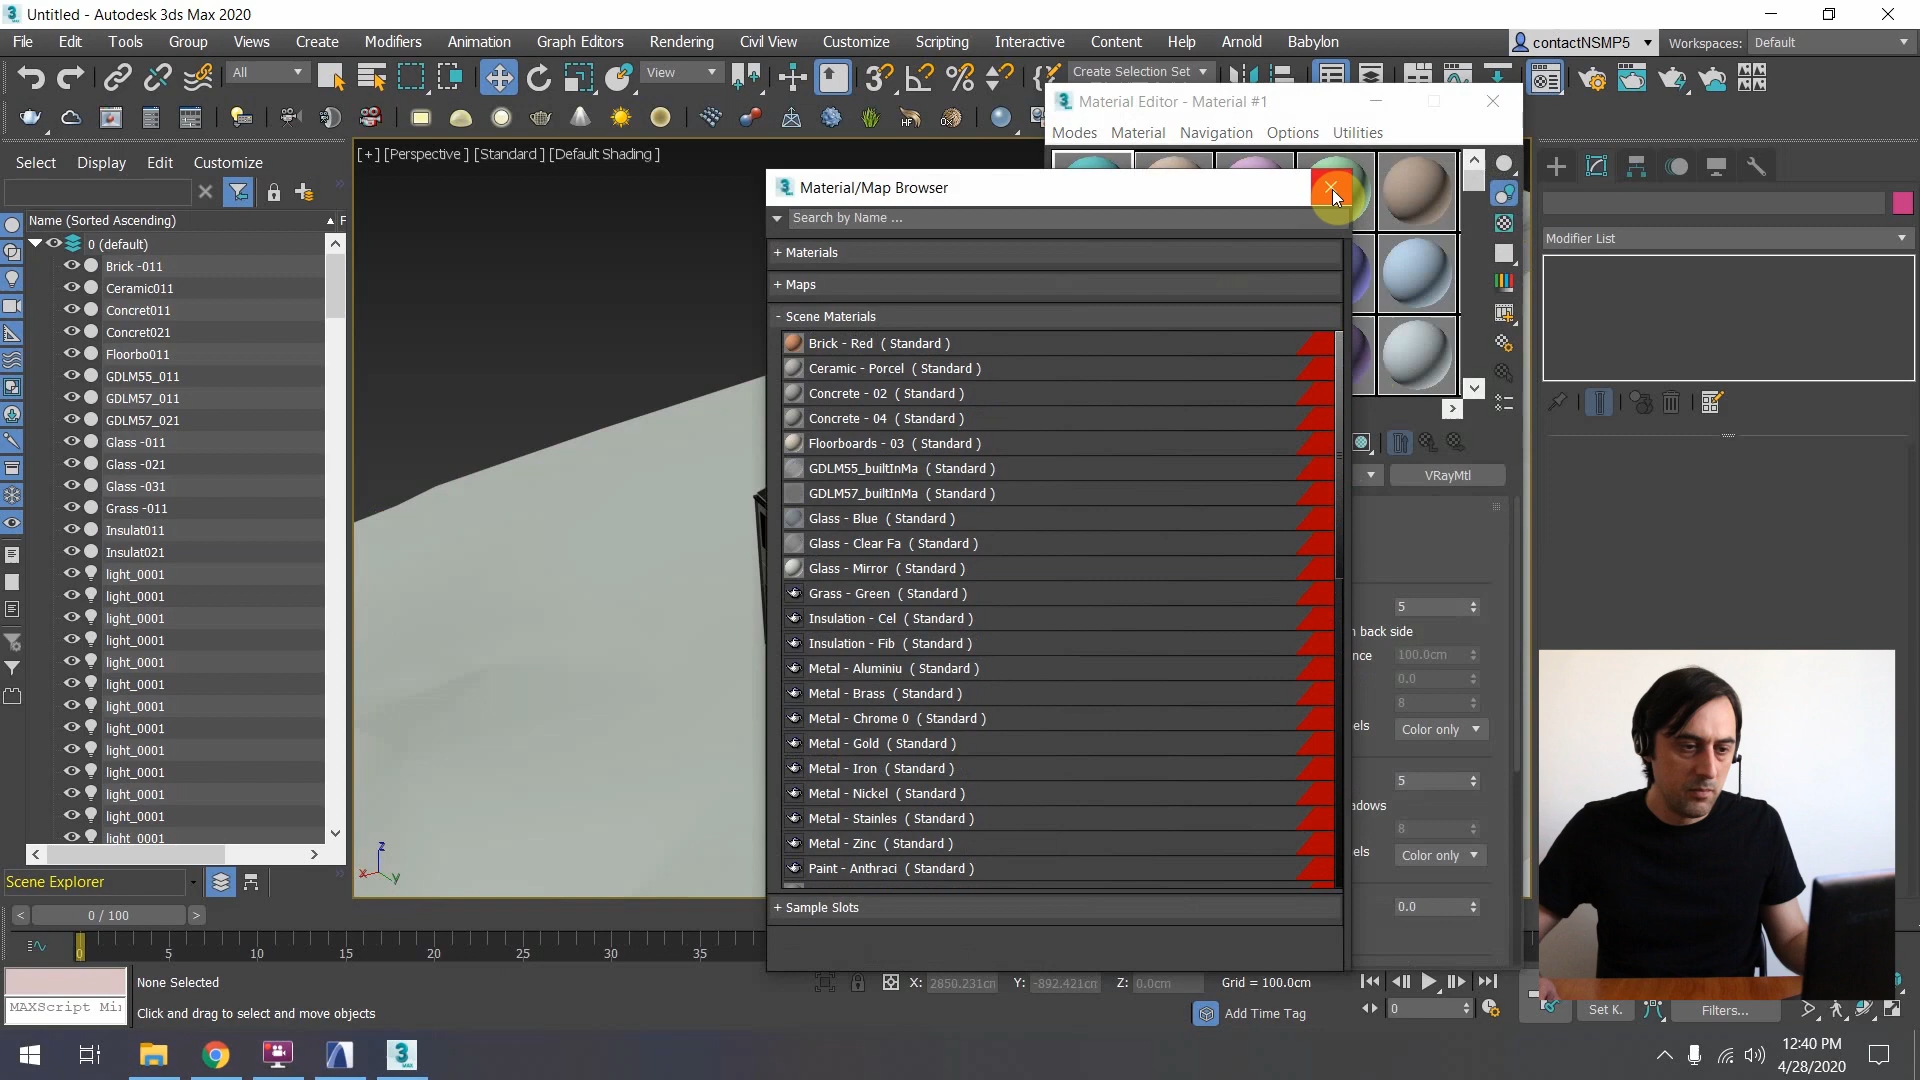 Untitled - Autodesk 3ds Max 2020
File Edit Tools Group Views Create Modifiers Animation Graph Editors Rendering Civil View Customize Scripting Interactive Content Help Arnold Babylon
contactNSMP5 Workspaces: Default
All View Create Selection Set
Material Editor - Material #1
Modes Material Navigation Options Utilities
Select Display Edit Customize
[+] [Perspective] [Standard] [Default Shading]
Material/Map Browser
Search by Name ...
Name (Sorted Ascending) F
Modifier List
0 (default)
Brick -011
Ceramic011
Concret011
Concret021
Floorbo011
GDLM55_011
GDLM57_011
GDLM57_021
Glass -011
Glass -021
Glass -031
Grass -011
Insulat011
Insulat021
light_0001
light_0001
light_0001
light_0001
light_0001
light_0001
light_0001
light_0001
light_0001
light_0001
light_0001
light_0001
light_0001
+ Materials
+ Maps
- Scene Materials
Brick - Red ( Standard )
Ceramic - Porcel ( Standard )
Concrete - 02 ( Standard )
Concrete - 04 ( Standard )
Floorboards - 03 ( Standard )
GDLM55_builtInMa ( Standard )
GDLM57_builtInMa ( Standard )
Glass - Blue ( Standard )
Glass - Clear Fa ( Standard )
Glass - Mirror ( Standard )
Grass - Green ( Standard )
Insulation - Cel ( Standard )
Insulation - Fib ( Standard )
Metal - Aluminiu ( Standard )
Metal - Brass ( Standard )
Metal - Chrome 0 ( Standard )
Metal - Gold ( Standard )
Metal - Iron ( Standard )
Metal - Nickel ( Standard )
Metal - Stainles ( Standard )
Metal - Zinc ( Standard )
Paint - Anthraci ( Standard )
+ Sample Slots
VRayMtl
5
n back side
nce 100.0cm
0.0
8
els Color only
5
adows
8
els Color only
0.0
z
x
y
Scene Explorer
< 0 / 100 >
0 5 10 15 20 25 30 35
None Selected
X: 2850.231cm Y: -892.421cm Z: 0.0cm Grid = 100.0cm
MAXScript Mi
Click and drag to select and move objects
Add Time Tag
0
Set K. Filters...
12:40 PM
4/28/2020
3
MAX